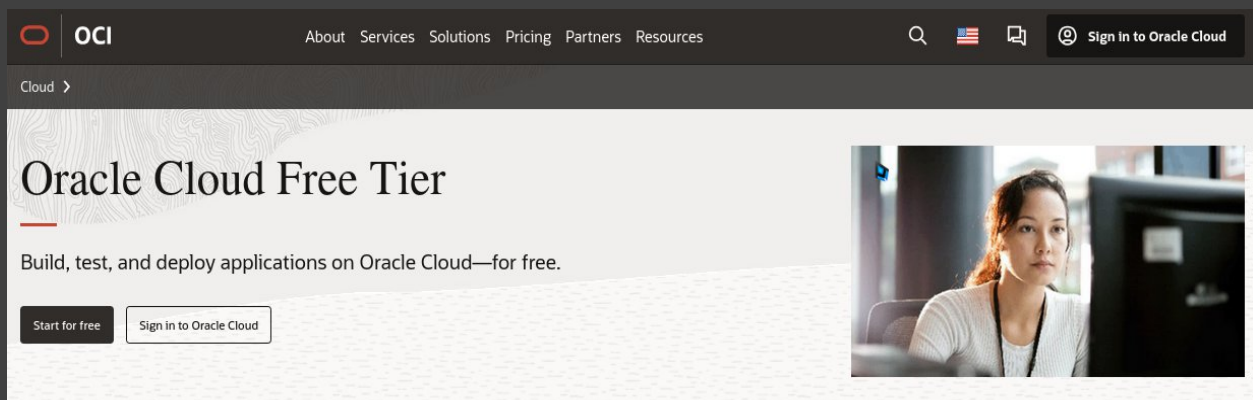 OCI
About Services Solutions Pricing Partners Resources
Sign in to Oracle Cloud
Cloud
Oracle Cloud Free Tier
Build, test, and deploy applications on Oracle Cloud—for free.
Start for free
Sign in to Oracle Cloud